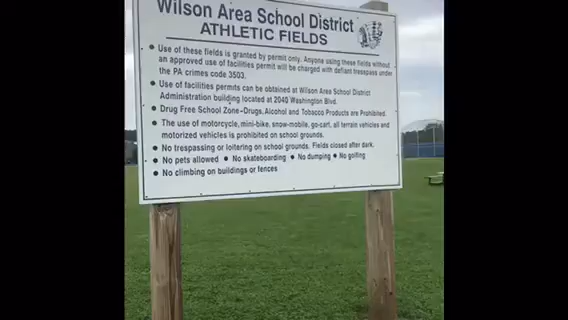 Wilson Area School District
ATHLETIC FIELDS
• Use of these fields is granted by permit only. Anyone using these fields without
an approved use of facilities permit will be charged with defiant trespass under
the PA crimes code 3503.
• Use of facilities permits can be obtained at Wilson Area School District
Administration building located at 2040 Washington Blvd.
• Drug Free School Zone-Drugs, Alcohol and Tobacco Products are Prohibited.
• The use of motorcycle, mini-bike, snow-mobile, go-cart, all terrain vehicles and
motorized vehicles is prohibited on school grounds.
• No trespassing or loitering on school grounds. Fields closed after dark.
• No pets allowed • No skateboarding • No dumping • No golfing
• No climbing on buildings or fences